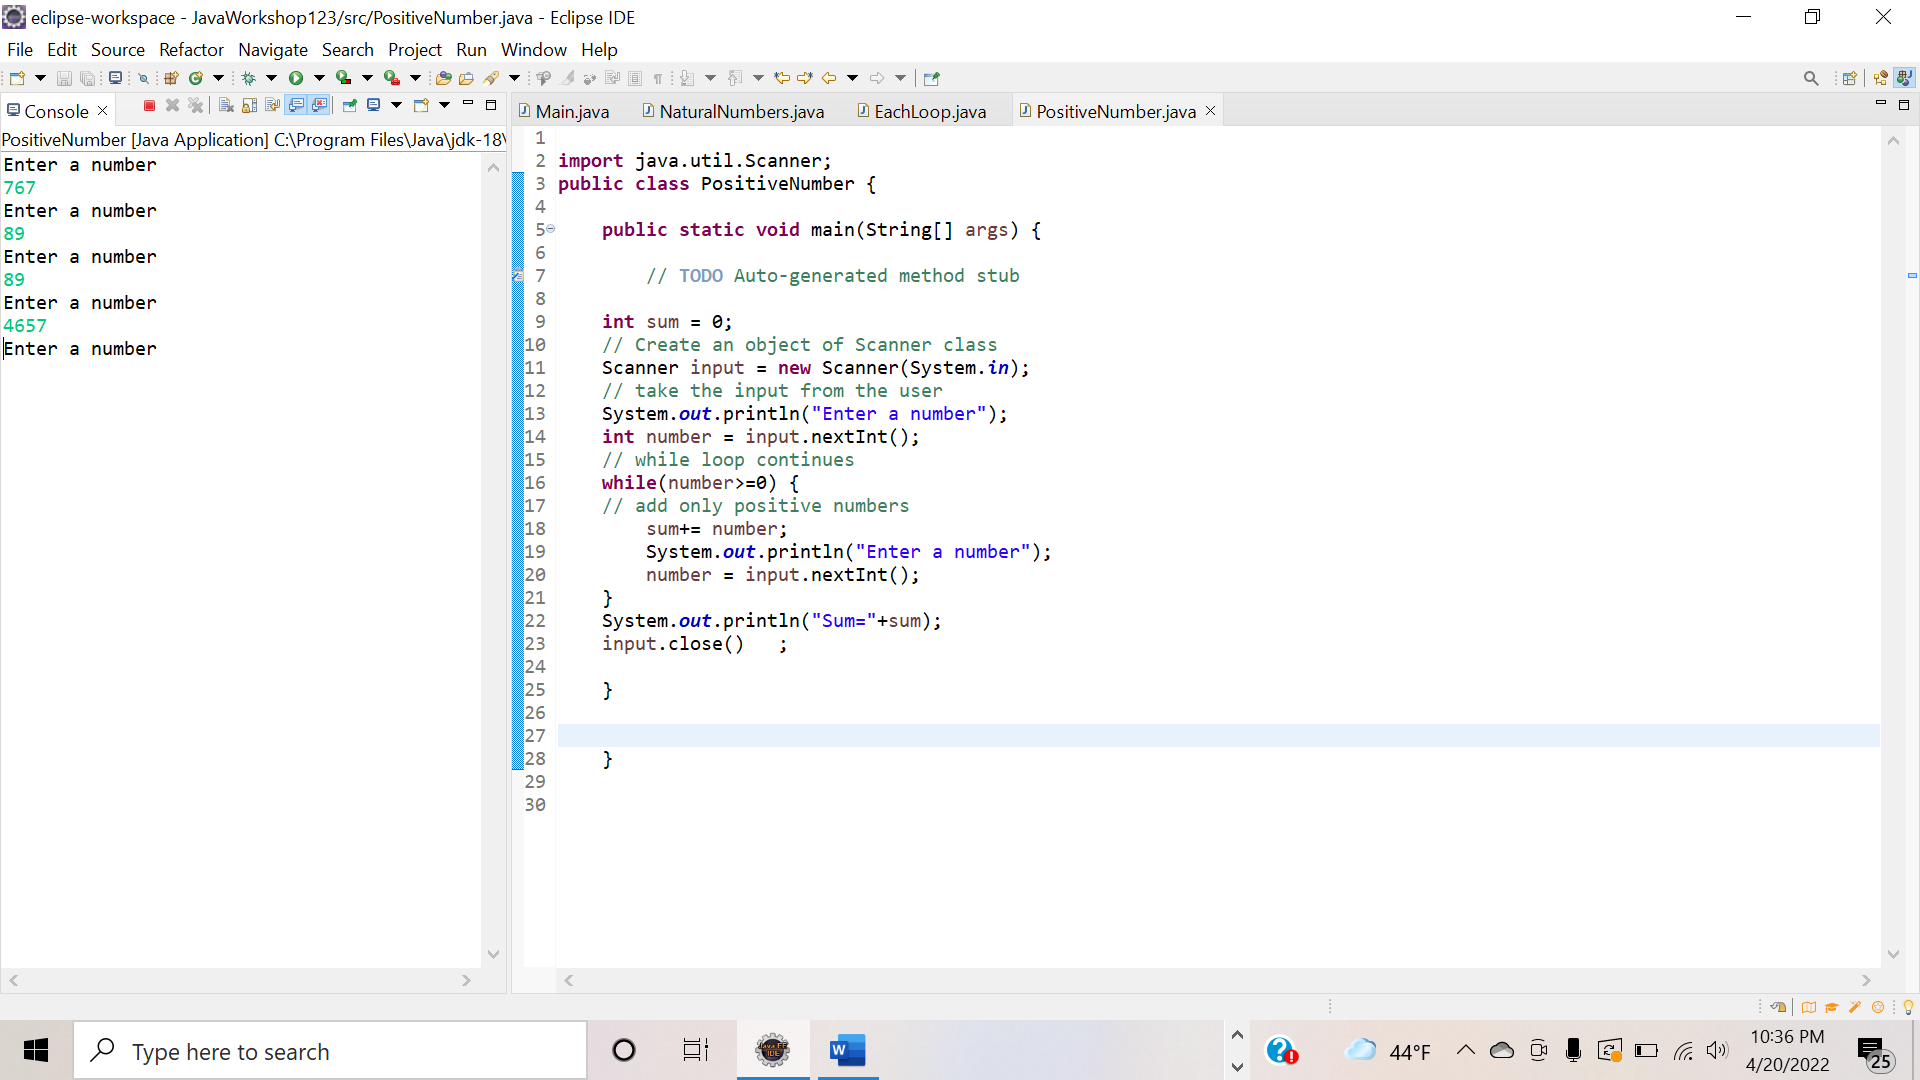 eclipse-workspace - JavaWorkshop123/src/PositiveNumber.java - Eclipse IDE
File Edit Source Refactor Navigate Search Project Run Window Help
Console
PositiveNumber [Java Application] C:\Program Files\Java\jdk-18\
Enter a number
767
Enter a number
89
Enter a number
89
Enter a number
4657
Enter a number
Main.java NaturalNumbers.java EachLoop.java PositiveNumber.java
1
2 import java.util.Scanner;
3 public class PositiveNumber {
4
5 public static void main(String[] args) {
6
7 // TODO Auto-generated method stub
8
9 int sum = 0;
10 // Create an object of Scanner class
11 Scanner input = new Scanner(System.in);
12 // take the input from the user
13 System.out.println("Enter a number");
14 int number = input.nextInt();
15 // while loop continues
16 while(number>=0) {
17 // add only positive numbers
18 sum+= number;
19 System.out.println("Enter a number");
20 number = input.nextInt();
21 }
22 System.out.println("Sum="+sum);
23 input.close()   ;
24
25 }
26
27
28 }
29
30
Type here to search
44°F
10:36 PM
4/20/2022
25